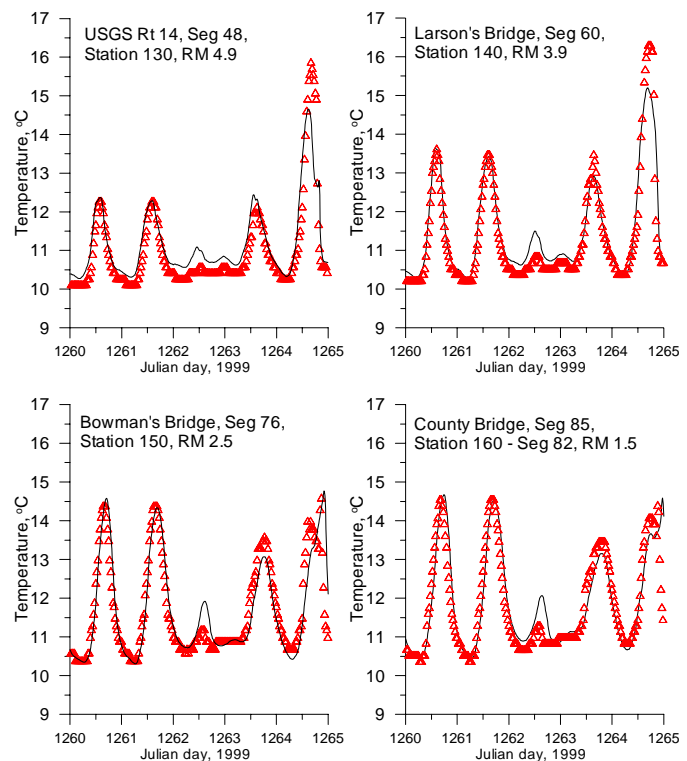 USGS Rt 14, Seg 48,
Station 130, RM 4.9
Temperature, °C
17
16
15
14
13
12
11
10
9
1260 1261 1262 1263 1264 1265
Julian day, 1999
Larson's Bridge, Seg 60,
Station 140, RM 3.9
Temperature, °C
17
16
15
14
13
12
11
10
9
1260 1261 1262 1263 1264 1265
Julian day, 1999
Bowman's Bridge, Seg 76,
Station 150, RM 2.5
Temperature, °C
17
16
15
14
13
12
11
10
9
1260 1261 1262 1263 1264 1265
Julian day, 1999
County Bridge, Seg 85,
Station 160 - Seg 82, RM 1.5
Temperature, °C
17
16
15
14
13
12
11
10
9
1260 1261 1262 1263 1264 1265
Julian day, 1999